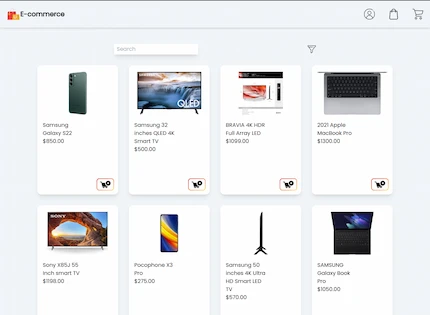 E-commerce
Search
Samsung
Galaxy S22
$850.00
Samsung 32
inches QLED 4K
Smart TV
$500.00
QLED
BRAVIA 4K HDR
Full Array LED
$1099.00
2021 Apple
MacBook Pro
$1300.00
SONY
Sony X85J 55
inch smart TV
$1198.00
Pocophone X3
Pro
$275.00
Samsung 50
inches 4K Ultra
HD Smart LED
TV
$570.00
SAMSUNG
Galaxy Book
Pro
$1050.00